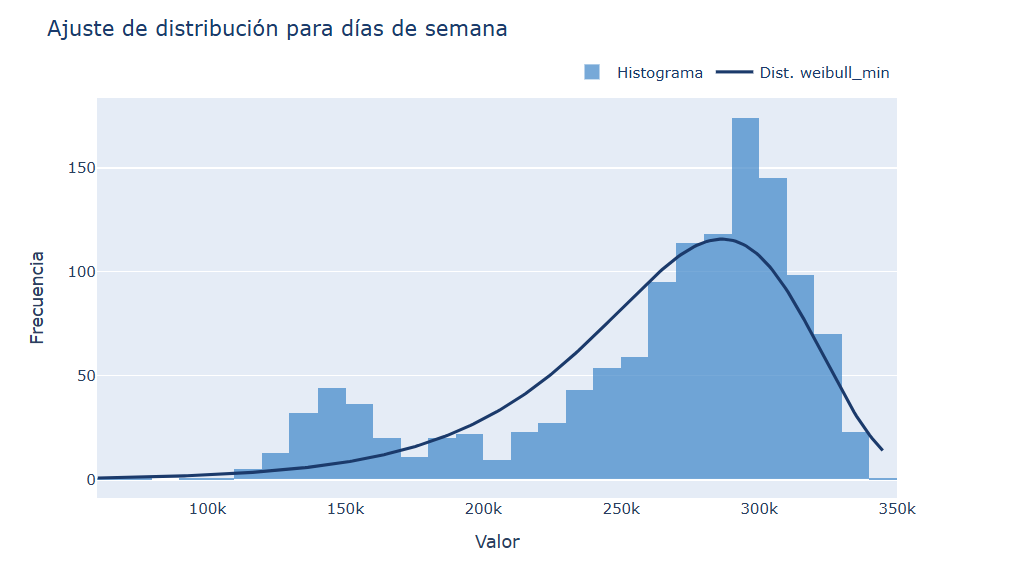 Ajuste de distribución para días de semana
Histograma
Dist. weibull_min
150
100
50
0
Frecuencia
100k
150k
200k
250k
300k
350k
Valor